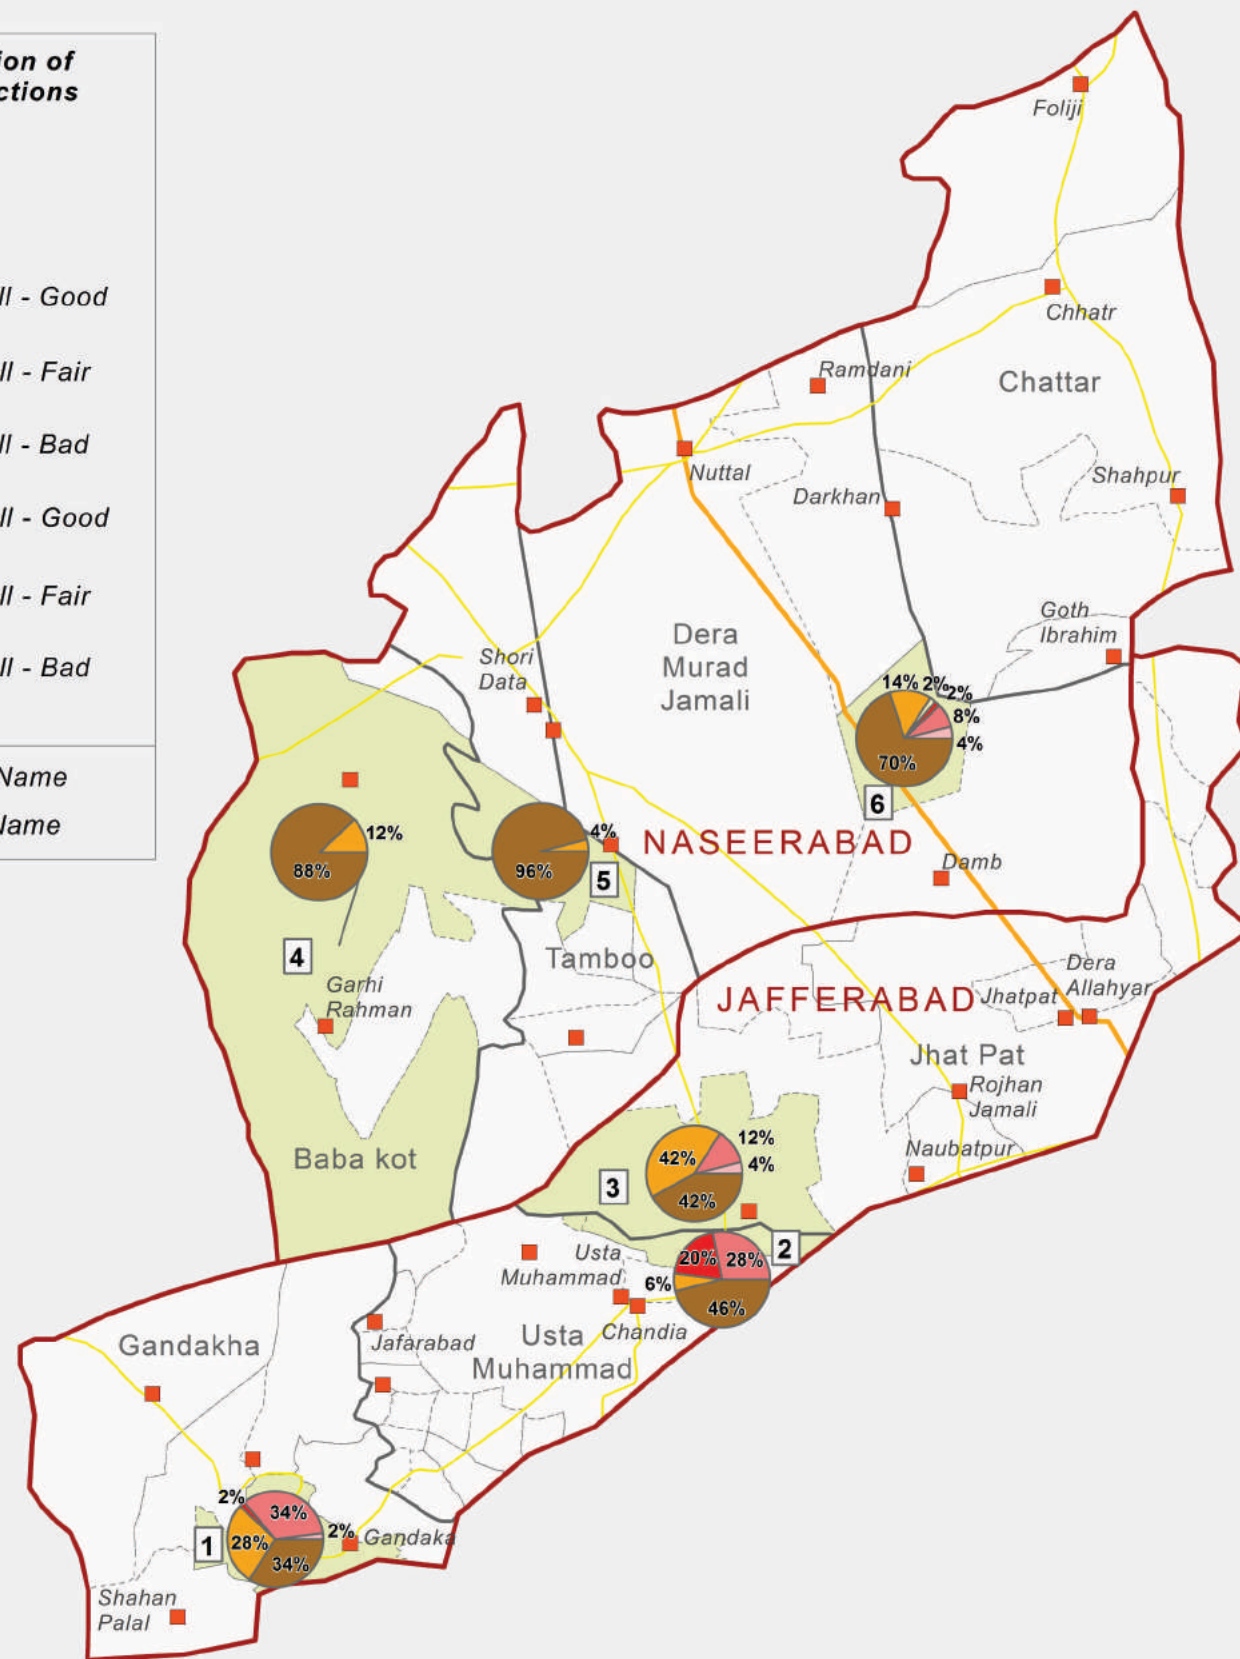 ion of
ctions
ll - Good
ll - Fair
ll - Bad
ll - Good
ll - Fair
ll - Bad
Name
Name
Foliji
Chhatr
Ramdani
Chattar
Nuttal
Shahpur
Darkhan
Goth
Ibrahim
Dera
Murad
Jamali
Shori
Data
14% 2% 2%
8%
4%
70%
6
12%
88%
4%
96%
5
NASEERABAD
Damb
4
Tamboo
Garhi
Rahman
Dera
Allahyar
JAFFERABAD
Jhatpat
Jhat Pat
Rojhan
Jamali
Naubatpur
Baba kot
12%
42%
4%
3
42%
2
20%
28%
6%
46%
Usta
Muhammad
Chandia
Usta
Muhammad
Gandakha
Jafarabad
2%
34%
2%
1
28%
34%
Gandaka
Shahan
Palal